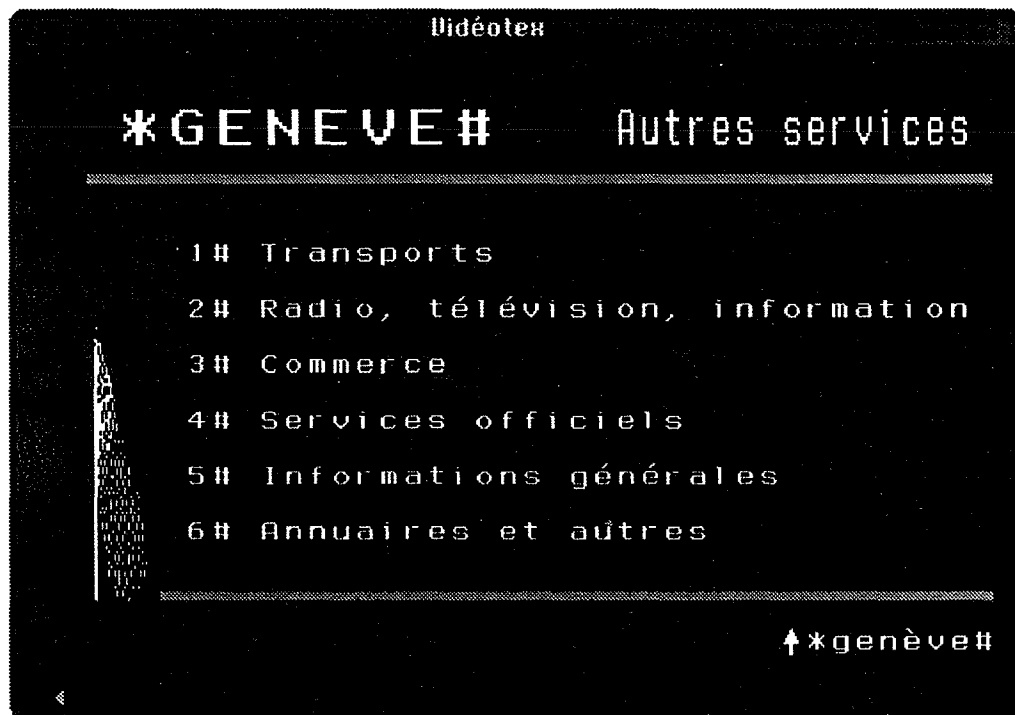 Vidéotex
*GENEVE# Autres services
1# Transports
2# Radio, télévision, information
3# Commerce
4# Services officiels
5# Informations générales
6# Annuaires et autres
*genève#